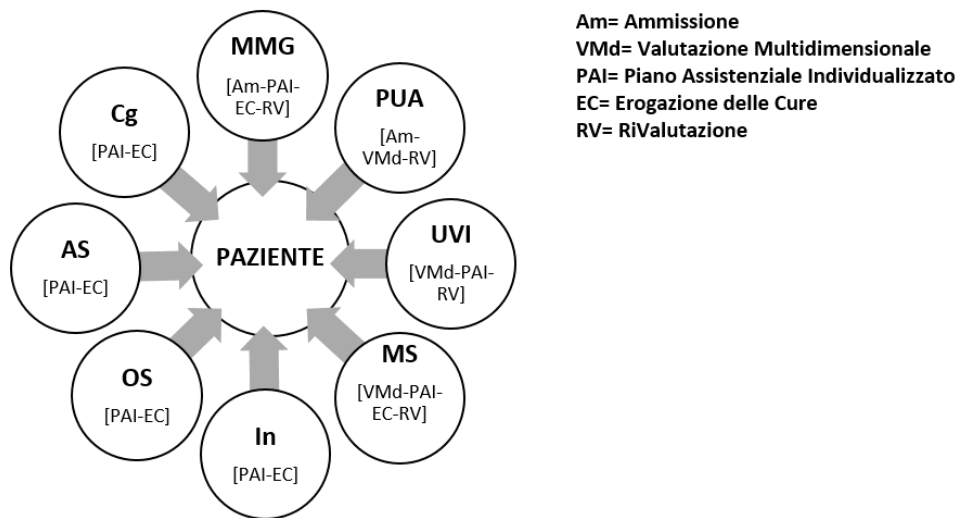 MMG
[Am-PAI-
EC-RV]
PUA
[Am-
VMd-RV]
UVI
[VMd-PAI-
RV]
MS
[VMd-PAI-
EC-RV]
In
[PAI-EC]
OS
[PAI-EC]
AS
[PAI-EC]
Cg
[PAI-EC]
PAZIENTE
Am= Ammissione
VMd= Valutazione Multidimensionale
PAI= Piano Assistenziale Individualizzato
EC= Erogazione delle Cure
RV= RiValutazione